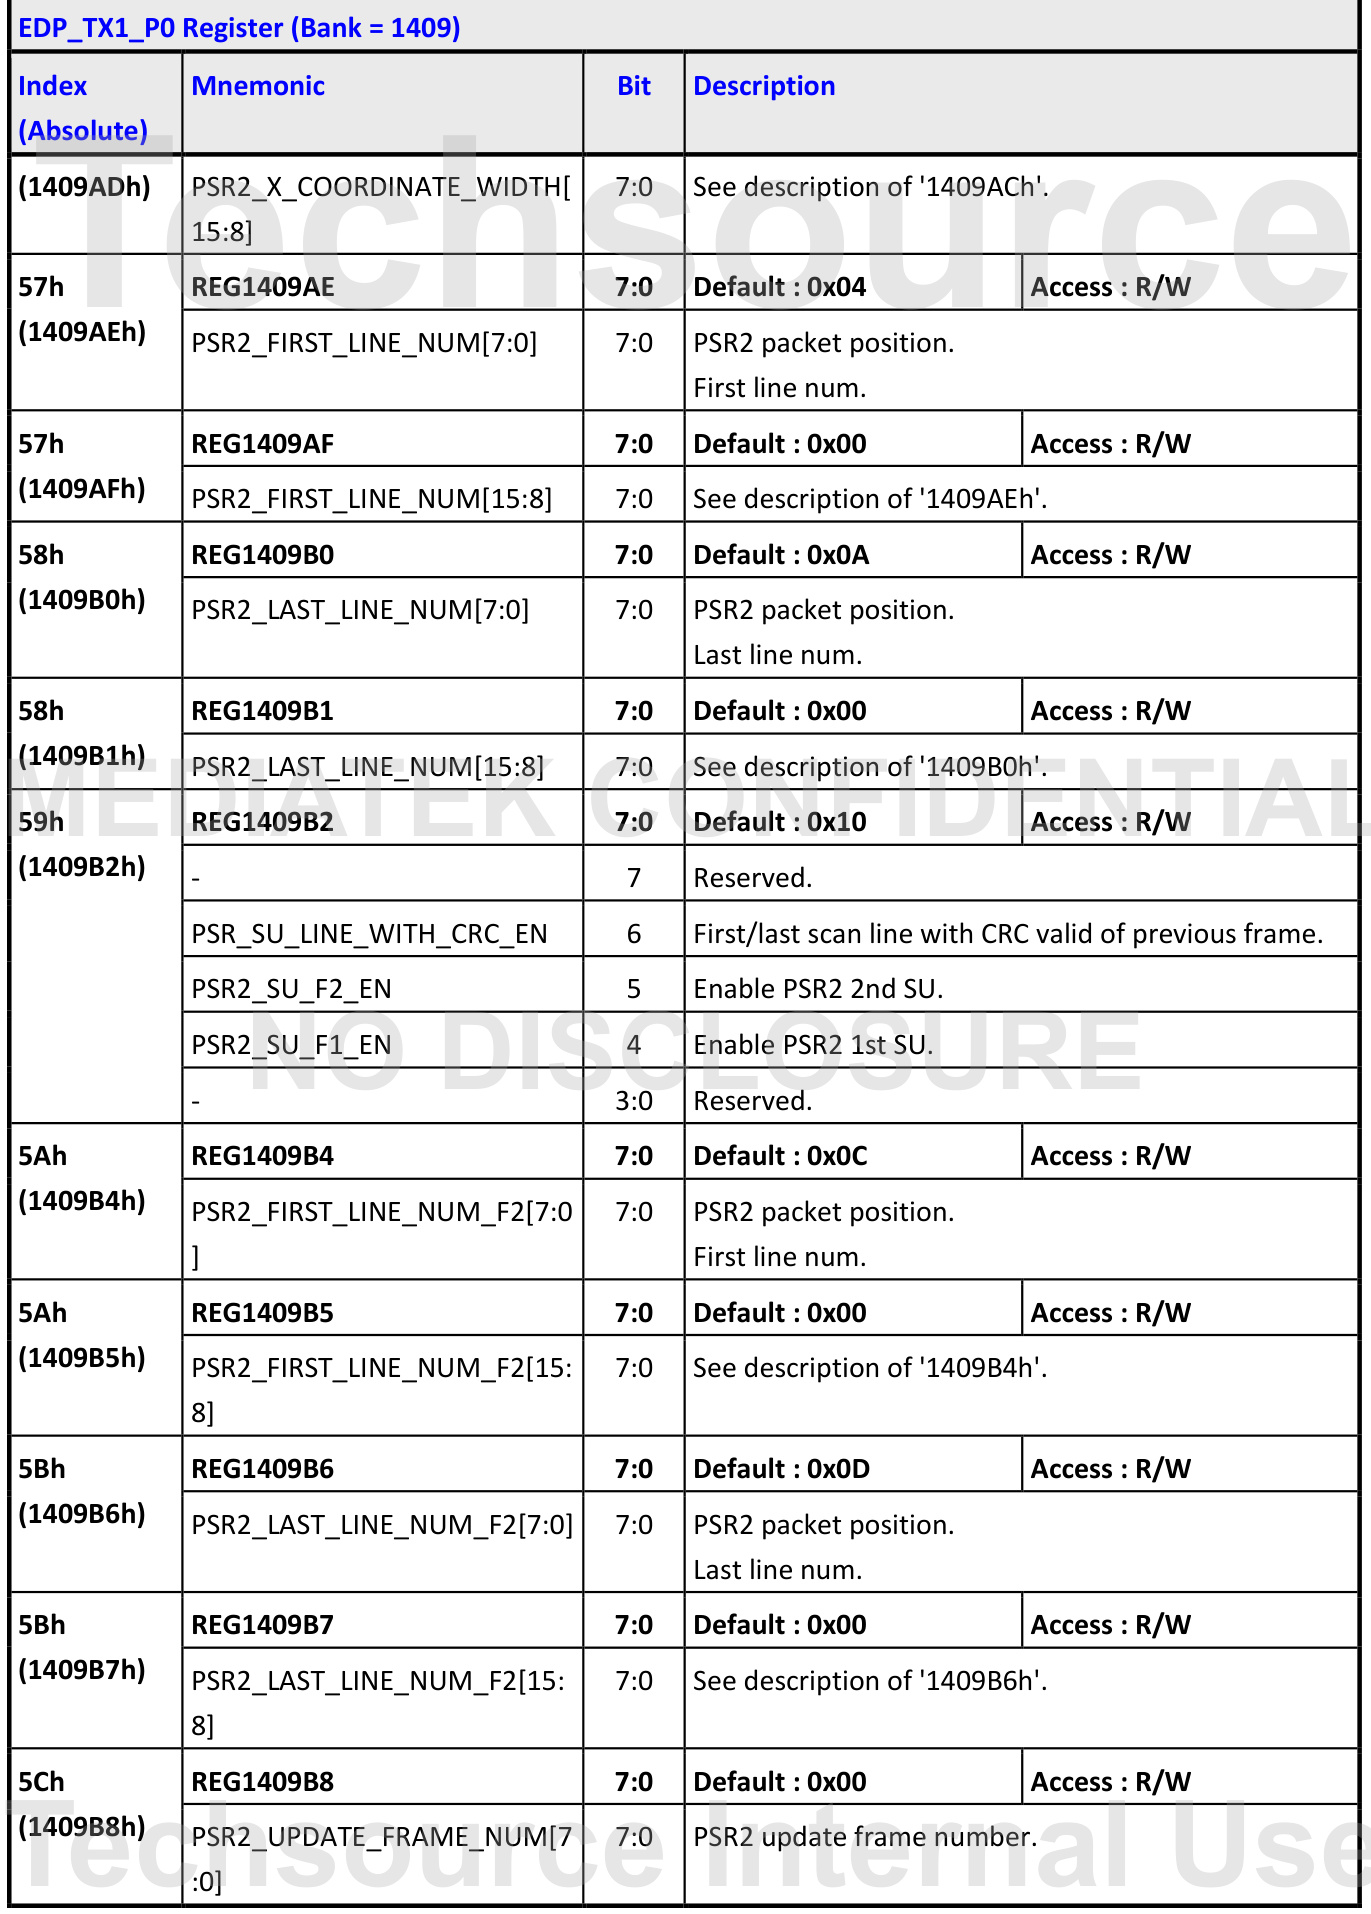 EDP_TX1_P0 Register (Bank = 1409)
Index (Absolute) Mnemonic Bit Description
(1409ADh) PSR2_X_COORDINATE_WIDTH[15:8] 7:0 See description of '1409ACh'.
57h (1409AEh) REG1409AE 7:0 Default : 0x04 Access : R/W
PSR2_FIRST_LINE_NUM[7:0] 7:0 PSR2 packet position.
First line num.
57h (1409AFh) REG1409AF 7:0 Default : 0x00 Access : R/W
PSR2_FIRST_LINE_NUM[15:8] 7:0 See description of '1409AEh'.
58h (1409B0h) REG1409B0 7:0 Default : 0x0A Access : R/W
PSR2_LAST_LINE_NUM[7:0] 7:0 PSR2 packet position.
Last line num.
58h (1409B1h) REG1409B1 7:0 Default : 0x00 Access : R/W
PSR2_LAST_LINE_NUM[15:8] 7:0 See description of '1409B0h'.
59h (1409B2h) REG1409B2 7:0 Default : 0x10 Access : R/W
- 7 Reserved.
PSR_SU_LINE_WITH_CRC_EN 6 First/last scan line with CRC valid of previous frame.
PSR2_SU_F2_EN 5 Enable PSR2 2nd SU.
PSR2_SU_F1_EN 4 Enable PSR2 1st SU.
- 3:0 Reserved.
5Ah (1409B4h) REG1409B4 7:0 Default : 0x0C Access : R/W
PSR2_FIRST_LINE_NUM_F2[7:0] 7:0 PSR2 packet position.
First line num.
5Ah (1409B5h) REG1409B5 7:0 Default : 0x00 Access : R/W
PSR2_FIRST_LINE_NUM_F2[15:8] 7:0 See description of '1409B4h'.
5Bh (1409B6h) REG1409B6 7:0 Default : 0x0D Access : R/W
PSR2_LAST_LINE_NUM_F2[7:0] 7:0 PSR2 packet position.
Last line num.
5Bh (1409B7h) REG1409B7 7:0 Default : 0x00 Access : R/W
PSR2_LAST_LINE_NUM_F2[15:8] 7:0 See description of '1409B6h'.
5Ch (1409B8h) REG1409B8 7:0 Default : 0x00 Access : R/W
PSR2_UPDATE_FRAME_NUM[7:0] 7:0 PSR2 update frame number.
Techsource
MEDIATEK CONFIDENTIAL
NO DISCLOSURE
Techsource Internal Use